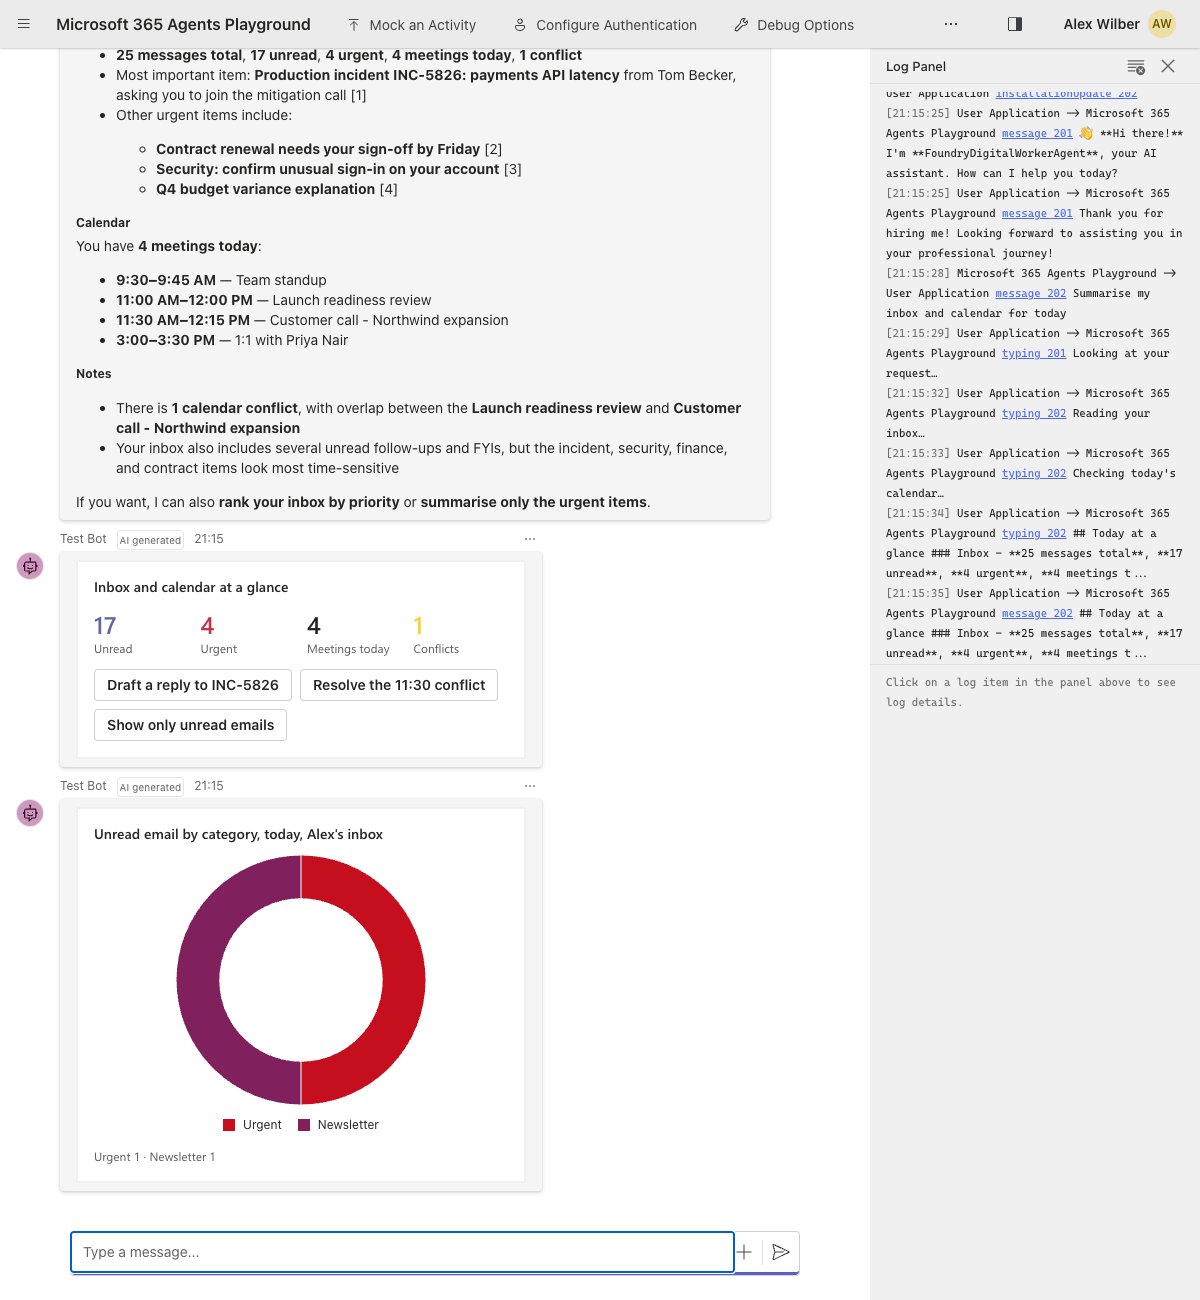 Microsoft 365 Agents Playground
Mock an Activity
Configure Authentication
Debug Options
Alex Wilber
AW
25 messages total, 17 unread, 4 urgent, 4 meetings today, 1 conflict
Most important item: Production incident INC-5826: payments API latency from Tom Becker,
asking you to join the mitigation call [1]
Other urgent items include:
Contract renewal needs your sign-off by Friday [2]
Security: confirm unusual sign-in on your account [3]
Q4 budget variance explanation [4]
Calendar
You have 4 meetings today:
9:30–9:45 AM — Team standup
11:00 AM–12:00 PM — Launch readiness review
11:30 AM–12:15 PM — Customer call - Northwind expansion
3:00–3:30 PM — 1:1 with Priya Nair
Notes
There is 1 calendar conflict, with overlap between the Launch readiness review and Customer
call - Northwind expansion
Your inbox also includes several unread follow-ups and FYIs, but the incident, security, finance,
and contract items look most time-sensitive
If you want, I can also rank your inbox by priority or summarise only the urgent items.
Test Bot AI generated 21:15
Inbox and calendar at a glance
17 4 4 1
Unread Urgent Meetings today Conflicts
Draft a reply to INC-5826
Resolve the 11:30 conflict
Show only unread emails
Test Bot AI generated 21:15
Unread email by category, today, Alex's inbox
Urgent Newsletter
Urgent 1 · Newsletter 1
Type a message...
Log Panel
User Application installationUpdate 202
[21:15:25] User Application → Microsoft 365
Agents Playground message 201 👋 **Hi there!**
I'm **FoundryDigitalWorkerAgent**, your AI
assistant. How can I help you today?
[21:15:25] User Application → Microsoft 365
Agents Playground message 201 Thank you for
hiring me! Looking forward to assisting you in
your professional journey!
[21:15:28] Microsoft 365 Agents Playground →
User Application message 202 Summarise my
inbox and calendar for today
[21:15:29] User Application → Microsoft 365
Agents Playground typing 201 Looking at your
request…
[21:15:32] User Application → Microsoft 365
Agents Playground typing 202 Reading your
inbox…
[21:15:33] User Application → Microsoft 365
Agents Playground typing 202 Checking today's
calendar…
[21:15:34] User Application → Microsoft 365
Agents Playground typing 202 ## Today at a
glance ### Inbox - **25 messages total**, **17
unread**, **4 urgent**, **4 meetings t...
[21:15:35] User Application → Microsoft 365
Agents Playground message 202 ## Today at a
glance ### Inbox - **25 messages total**, **17
unread**, **4 urgent**, **4 meetings t...
Click on a log item in the panel above to see
log details.